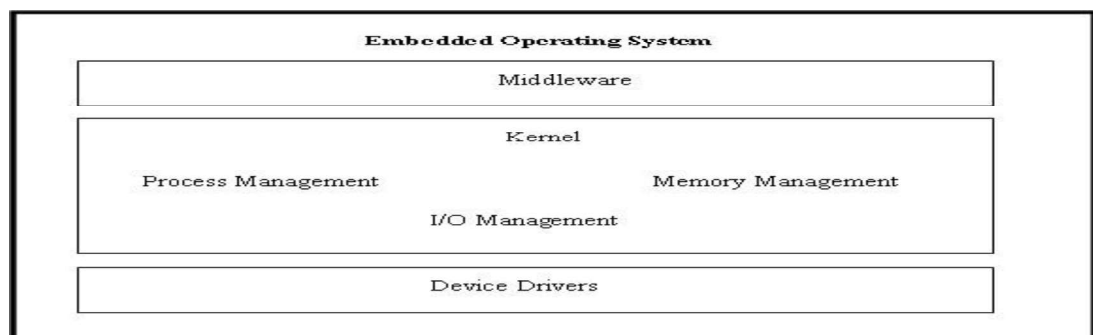 Embedded Operating System
Middleware
Kernel
Process Management Memory Management
I/O Management
Device Drivers